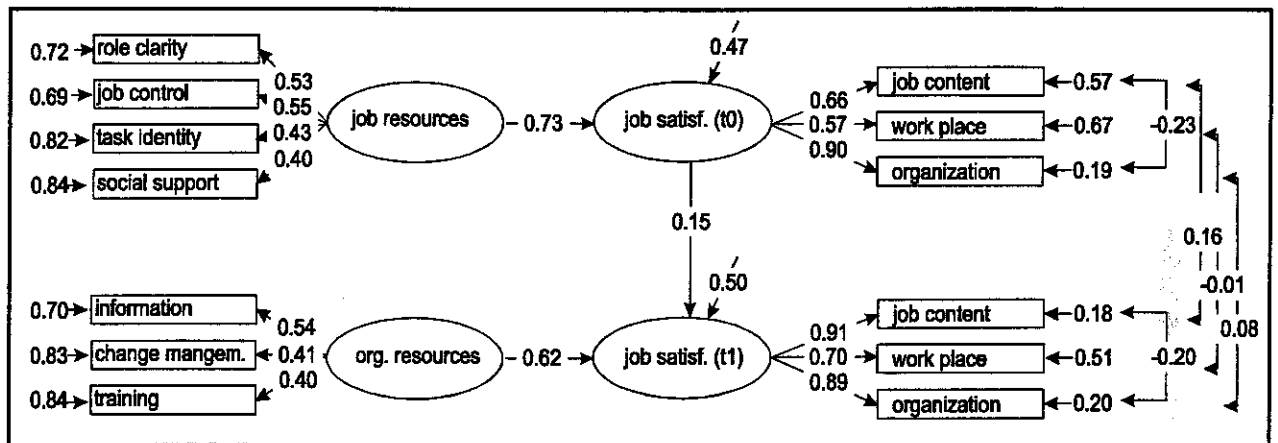 0.72 role clarity
0.47
0.53
job content 0.57
0.69 job control
0.55
0.66
job resources 0.73 job satisf. (t0)
0.57 work place 0.67
-0.23
0.82 task identity
0.43
0.90
0.40
organization 0.19
0.84 social support
0.15
0.16
0.50
-0.01
0.70 information
0.54
job content 0.18
0.08
0.91
0.83 change mangem.
0.41
org. resources 0.62 job satisf. (t1)
0.70 work place 0.51
-0.20
0.40
0.89
0.84 training
organization 0.20